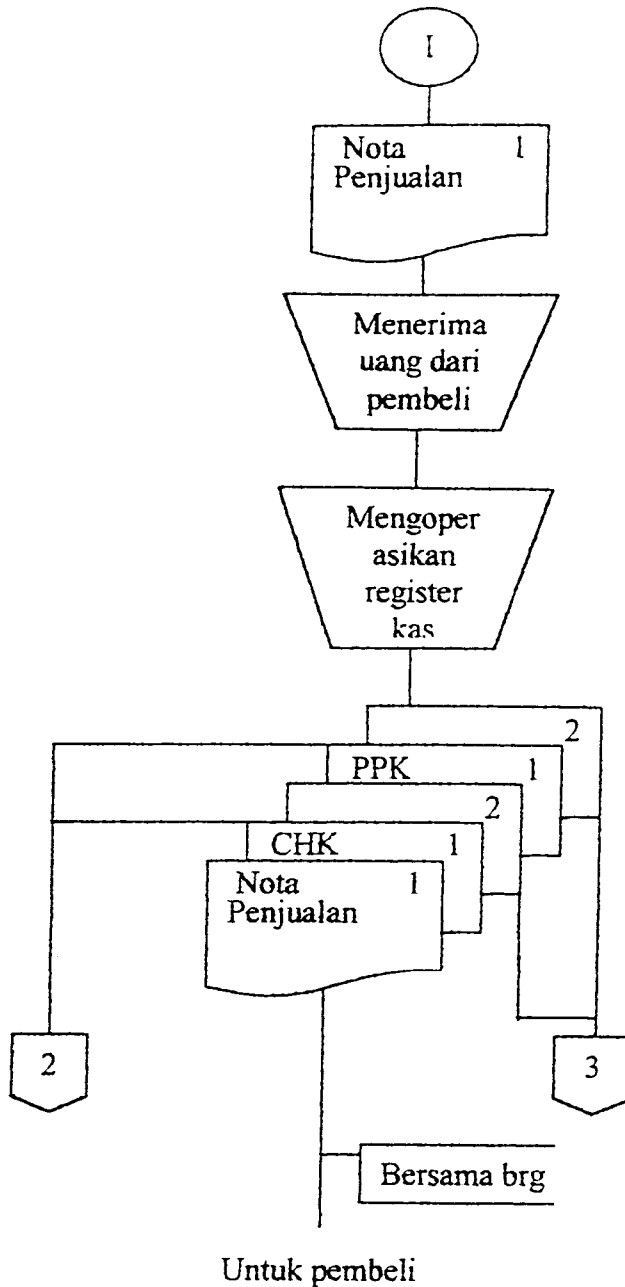 I
Nota 1
Penjualan
Menerima
uang dari
pembeli
Mengoper
asikan
register
kas
2
PPK 1
2
CHK 1
Nota 1
Penjualan
2
3
Bersama brg
Untuk pembeli